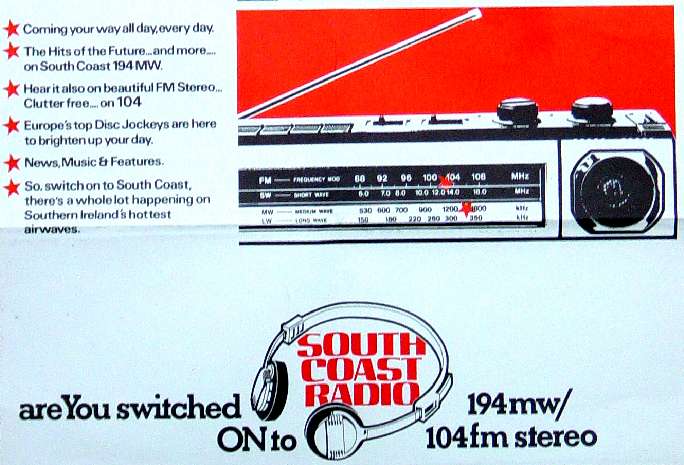 Coming your way all day, every day.
The Hits of the Future... and more....
on South Coast 194 MW.
Hear it also on beautiful FM Stereo...
Clutter free.... on 104
Europe's top Disc Jockeys are here
to brighten up your day.
News, Music & Features.
So, switch on to South Coast,
there's a whole lot happening on
Southern Ireland's hottest
airwaves.
FM — FREQUENCY MOD 88 92 96 100 104 108 MHz
SW — SHORT WAVE 6.0 7.0 8.0 10.0 12.0 14.0 18.0 MHz
MW — MEDIUM WAVE 530 600 700 900 1200 1600 kHz
LW — LONG WAVE 150 180 220 260 300 350 kHz
SOUTH
COAST
RADIO
are You switched
ON to
194 mw/
104 fm stereo